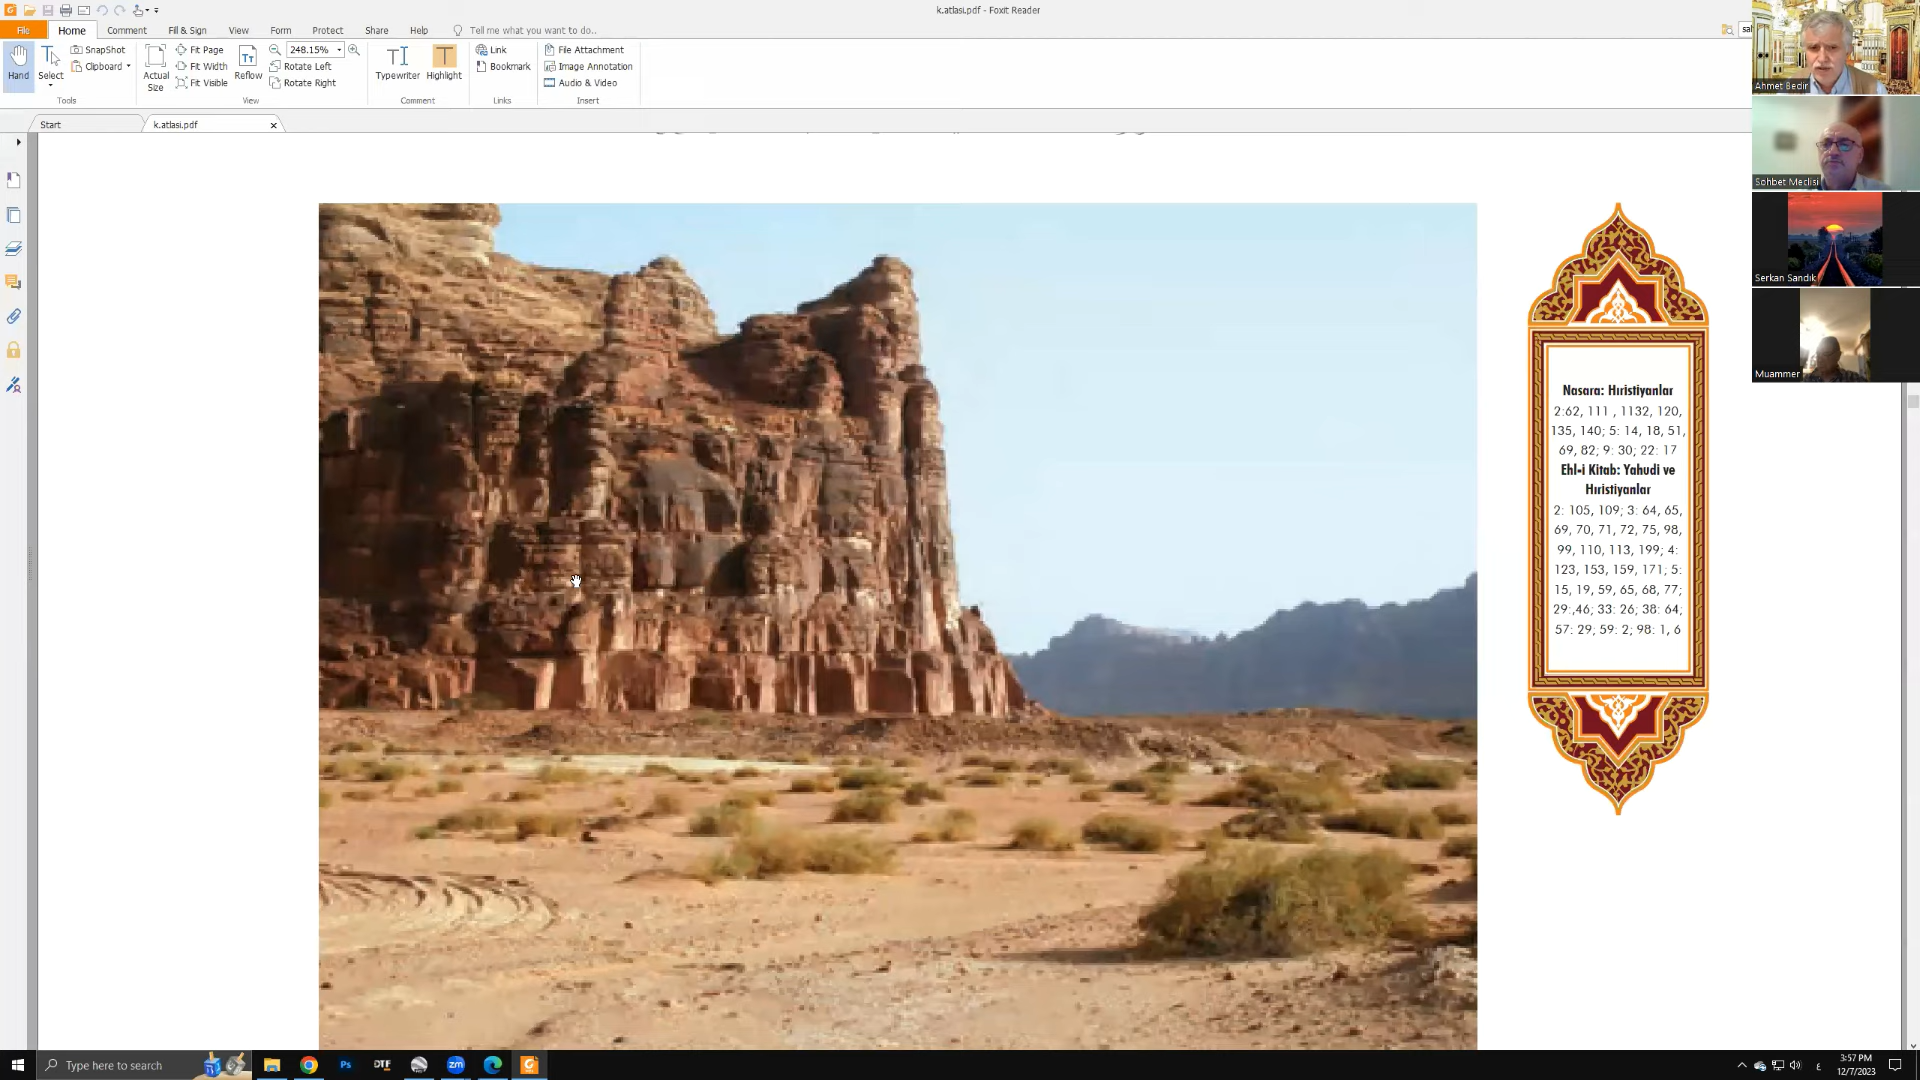 k.atlasi.pdf - Foxit Reader
File
Home
Comment
Fill & Sign
View
Form
Protect
Share
Help
Tell me what you want to do..
Hand
Select
SnapShot
Clipboard
Tools
Actual Size
Fit Page
Fit Width
Fit Visible
Reflow
248.15%
Rotate Left
Rotate Right
View
Typewriter
Highlight
Comment
Link
Bookmark
Links
File Attachment
Image Annotation
Audio & Video
Insert
Start
k.atlasi.pdf
Ahmet Bedir
Sohbet Meclisi
Serkan Sandık
Muammer
Nasara: Hıristiyanlar
2:62, 111 , 1132, 120,
135, 140; 5: 14, 18, 51,
69, 82; 9: 30; 22: 17
Ehl-i Kitab: Yahudi ve
Hıristiyanlar
2: 105, 109; 3: 64, 65,
69, 70, 71, 72, 75, 98,
99, 110, 113, 199; 4:
123, 153, 159, 171; 5:
15, 19, 59, 65, 68, 77;
29:,46; 33: 26; 38: 64;
57: 29; 59: 2; 98: 1, 6
Type here to search
Ps
DTF
zm
ع
3:57 PM
12/7/2023